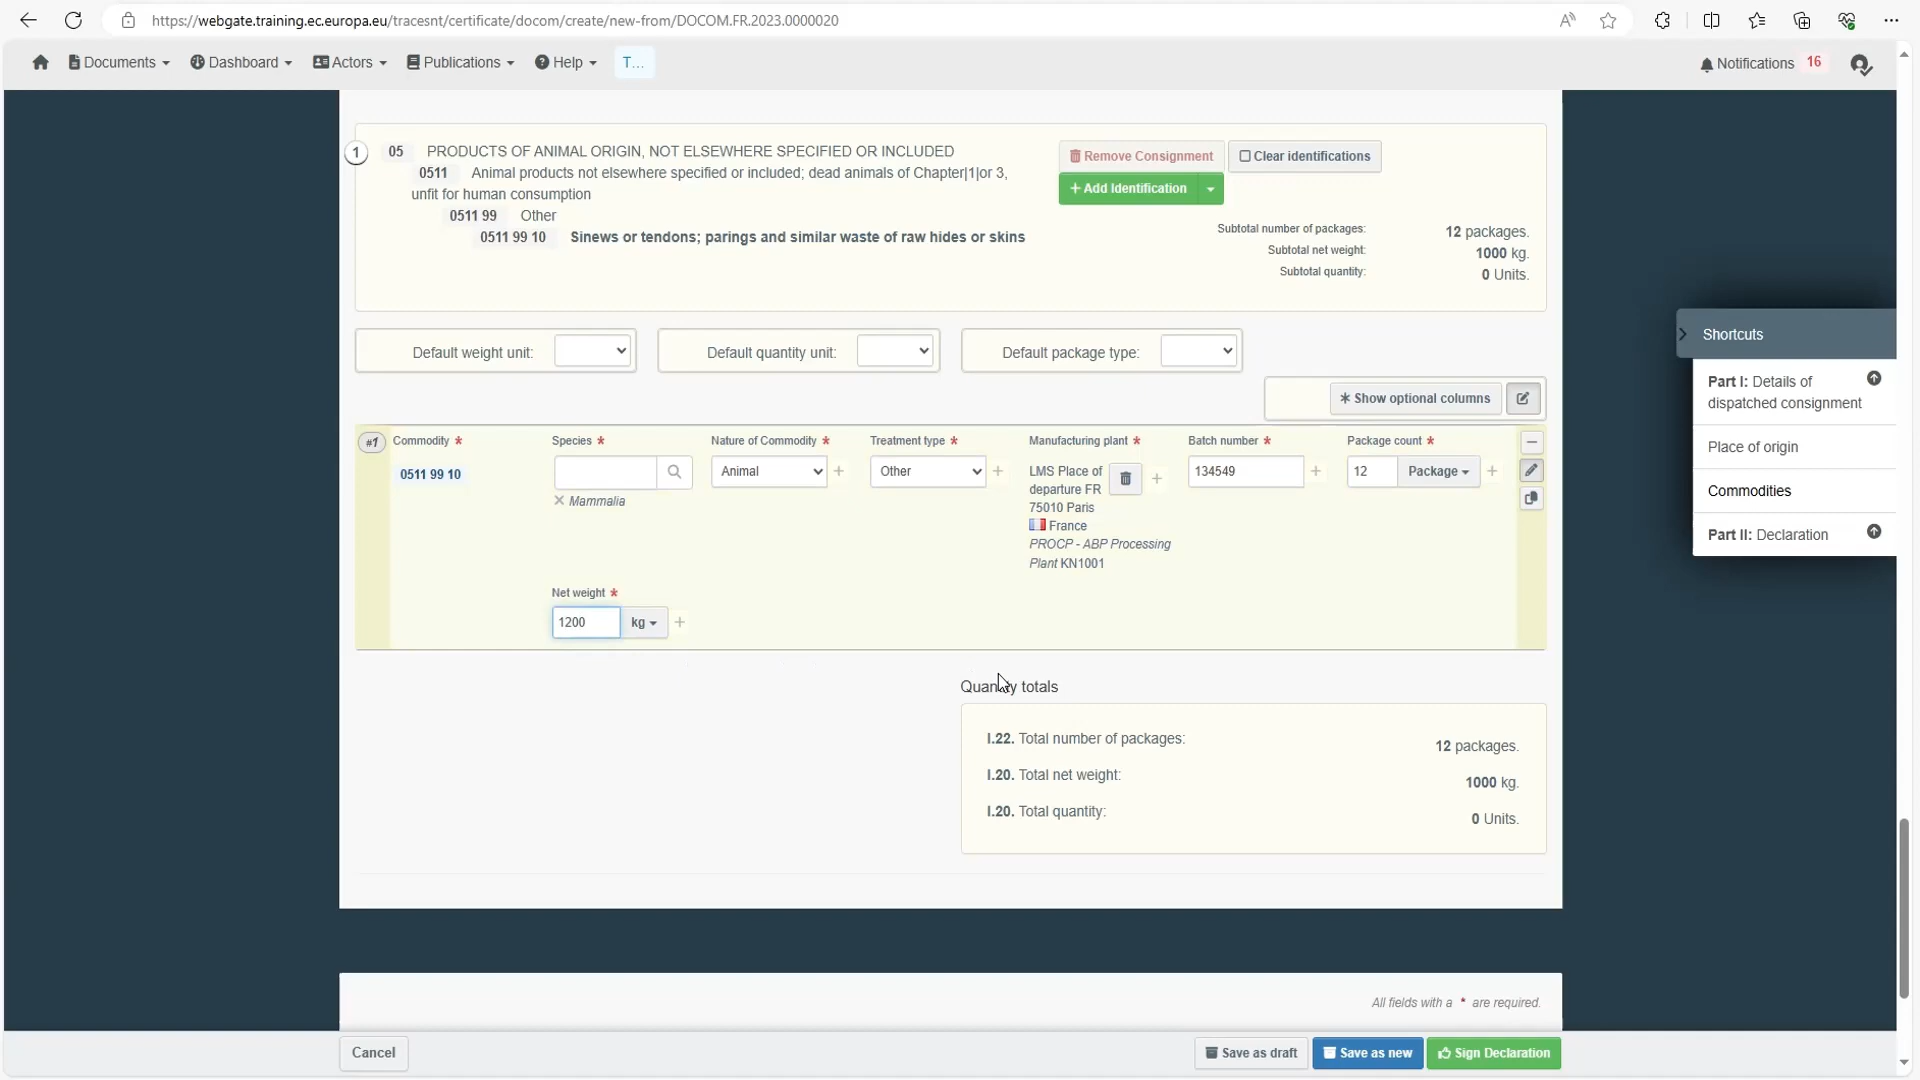 https://webgate.training.ec.europa.eu/tracesnt/certificate/docom/create/new-from/DOCOM.FR.2023.0000020
Documents Dashboard Actors Publications Help T... Notifications 16
1 05 PRODUCTS OF ANIMAL ORIGIN, NOT ELSEWHERE SPECIFIED OR INCLUDED
0511 Animal products not elsewhere specified or included; dead animals of Chapter|1|or 3,
unfit for human consumption
0511 99 Other
0511 99 10 Sinews or tendons; parings and similar waste of raw hides or skins
Remove Consignment Clear identifications
+ Add Identification
Subtotal number of packages: 12 packages.
Subtotal net weight: 1000 kg.
Subtotal quantity: 0 Units.
Default weight unit: Default quantity unit: Default package type:
* Show optional columns
#1 Commodity * Species * Nature of Commodity * Treatment type * Manufacturing plant * Batch number * Package count *
0511 99 10
Mammalia
Animal
Other
LMS Place of
departure FR
75010 Paris
France
PROCP - ABP Processing
Plant KN1001
134549
12 Package
Net weight *
1200 kg
Quantity totals
I.22. Total number of packages: 12 packages.
I.20. Total net weight: 1000 kg.
I.20. Total quantity: 0 Units.
Shortcuts
Part I: Details of
dispatched consignment
Place of origin
Commodities
Part II: Declaration
All fields with a * are required.
Cancel Save as draft Save as new Sign Declaration